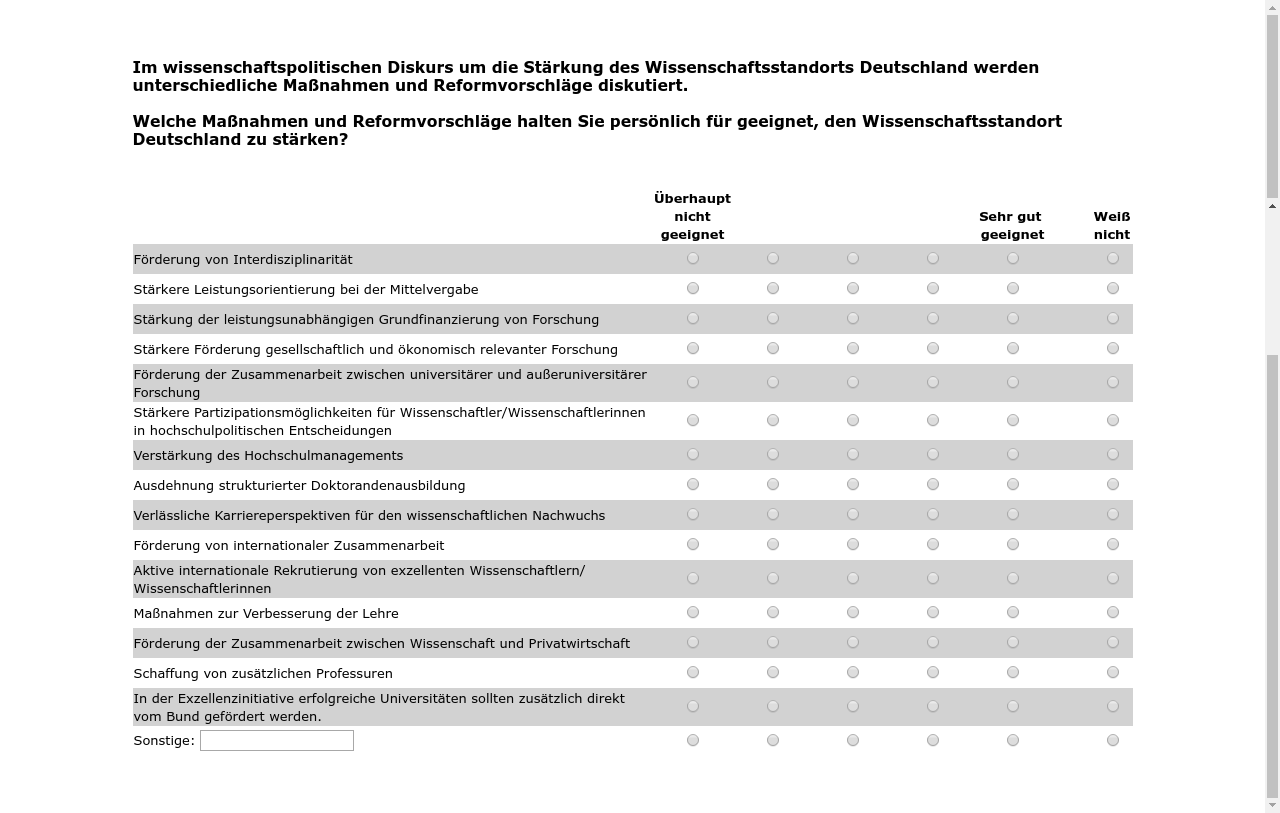 Im wissenschaftspolitischen Diskurs um die Stärkung des Wissenschaftsstandorts Deutschland werden
unterschiedliche Maßnahmen und Reformvorschläge diskutiert.
Welche Maßnahmen und Reformvorschläge halten Sie persönlich für geeignet, den Wissenschaftsstandort
Deutschland zu stärken?
Überhaupt
nicht
geeignet
Sehr gut
geeignet
Weiß
nicht
Förderung von Interdisziplinarität
Stärkere Leistungsorientierung bei der Mittelvergabe
Stärkung der leistungsunabhängigen Grundfinanzierung von Forschung
Stärkere Förderung gesellschaftlich und ökonomisch relevanter Forschung
Förderung der Zusammenarbeit zwischen universitärer und außeruniversitärer
Forschung
Stärkere Partizipationsmöglichkeiten für Wissenschaftler/Wissenschaftlerinnen
in hochschulpolitischen Entscheidungen
Verstärkung des Hochschulmanagements
Ausdehnung strukturierter Doktorandenausbildung
Verlässliche Karriereperspektiven für den wissenschaftlichen Nachwuchs
Förderung von internationaler Zusammenarbeit
Aktive internationale Rekrutierung von exzellenten Wissenschaftlern/
Wissenschaftlerinnen
Maßnahmen zur Verbesserung der Lehre
Förderung der Zusammenarbeit zwischen Wissenschaft und Privatwirtschaft
Schaffung von zusätzlichen Professuren
In der Exzellenzinitiative erfolgreiche Universitäten sollten zusätzlich direkt
vom Bund gefördert werden.
Sonstige: